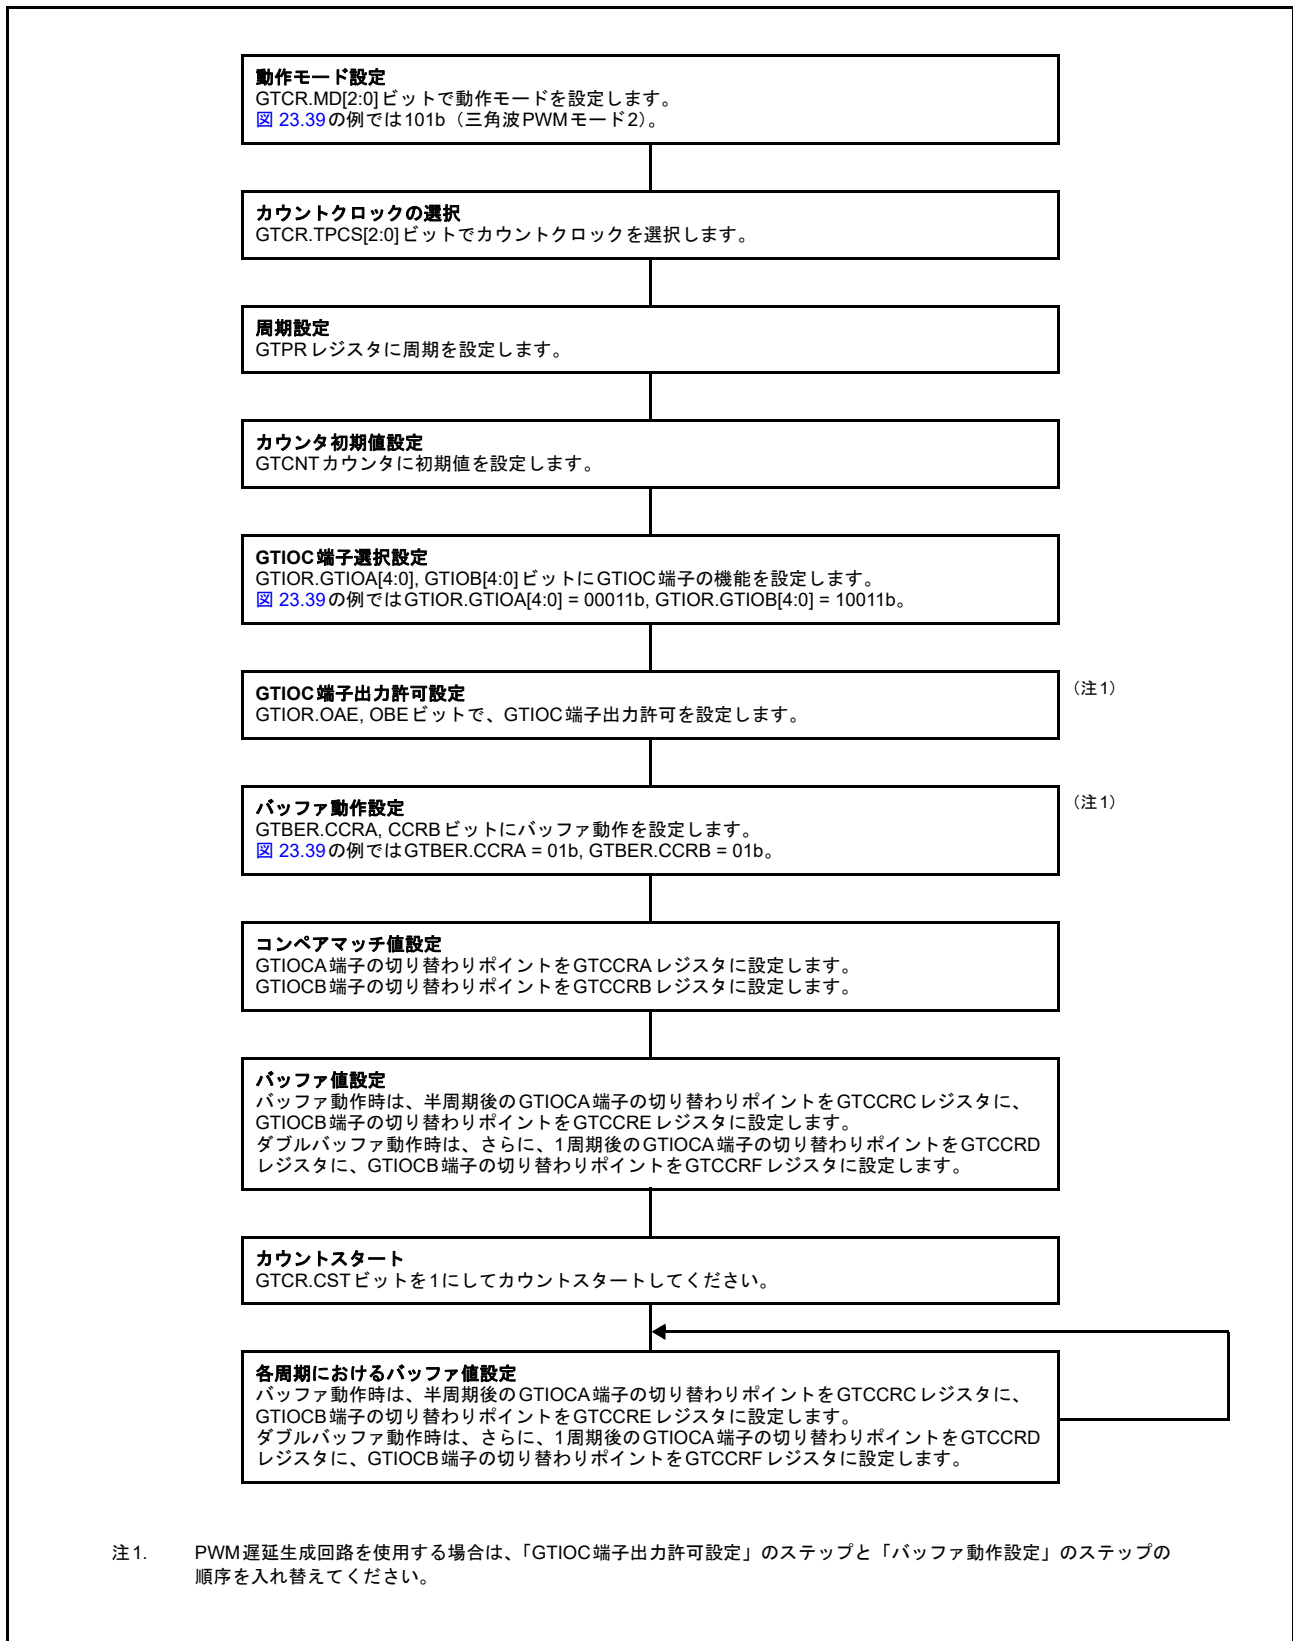 動作モード設定
GTCR.MD[2:0]ビットで動作モードを設定します。
図 23.39の例では101b（三角波PWMモード2）。
カウントクロックの選択
GTCR.TPCS[2:0]ビットでカウントクロックを選択します。
周期設定
GTPRレジスタに周期を設定します。
カウンタ初期値設定
GTCNTカウンタに初期値を設定します。
GTIOC端子選択設定
GTIOR.GTIOA[4:0], GTIOB[4:0]ビットにGTIOC端子の機能を設定します。
図 23.39の例ではGTIOR.GTIOA[4:0] = 00011b, GTIOR.GTIOB[4:0] = 10011b。
GTIOC端子出力許可設定
GTIOR.OAE, OBEビットで、GTIOC端子出力許可を設定します。
（注1）
バッファ動作設定
GTBER.CCRA, CCRBビットにバッファ動作を設定します。
図 23.39の例ではGTBER.CCRA = 01b, GTBER.CCRB = 01b。
（注1）
コンペアマッチ値設定
GTIOCA端子の切り替わりポイントをGTCCRAレジスタに設定します。
GTIOCB端子の切り替わりポイントをGTCCRBレジスタに設定します。
バッファ値設定
バッファ動作時は、半周期後のGTIOCA端子の切り替わりポイントをGTCCRCレジスタに、
GTIOCB端子の切り替わりポイントをGTCCREレジスタに設定します。
ダブルバッファ動作時は、さらに、1周期後のGTIOCA端子の切り替わりポイントをGTCCRD
レジスタに、GTIOCB端子の切り替わりポイントをGTCCRFレジスタに設定します。
カウントスタート
GTCR.CSTビットを1にしてカウントスタートしてください。
各周期におけるバッファ値設定
バッファ動作時は、半周期後のGTIOCA端子の切り替わりポイントをGTCCRCレジスタに、
GTIOCB端子の切り替わりポイントをGTCCREレジスタに設定します。
ダブルバッファ動作時は、さらに、1周期後のGTIOCA端子の切り替わりポイントをGTCCRD
レジスタに、GTIOCB端子の切り替わりポイントをGTCCRFレジスタに設定します。
注1. PWM遅延生成回路を使用する場合は、「GTIOC端子出力許可設定」のステップと「バッファ動作設定」のステップの
順序を入れ替えてください。